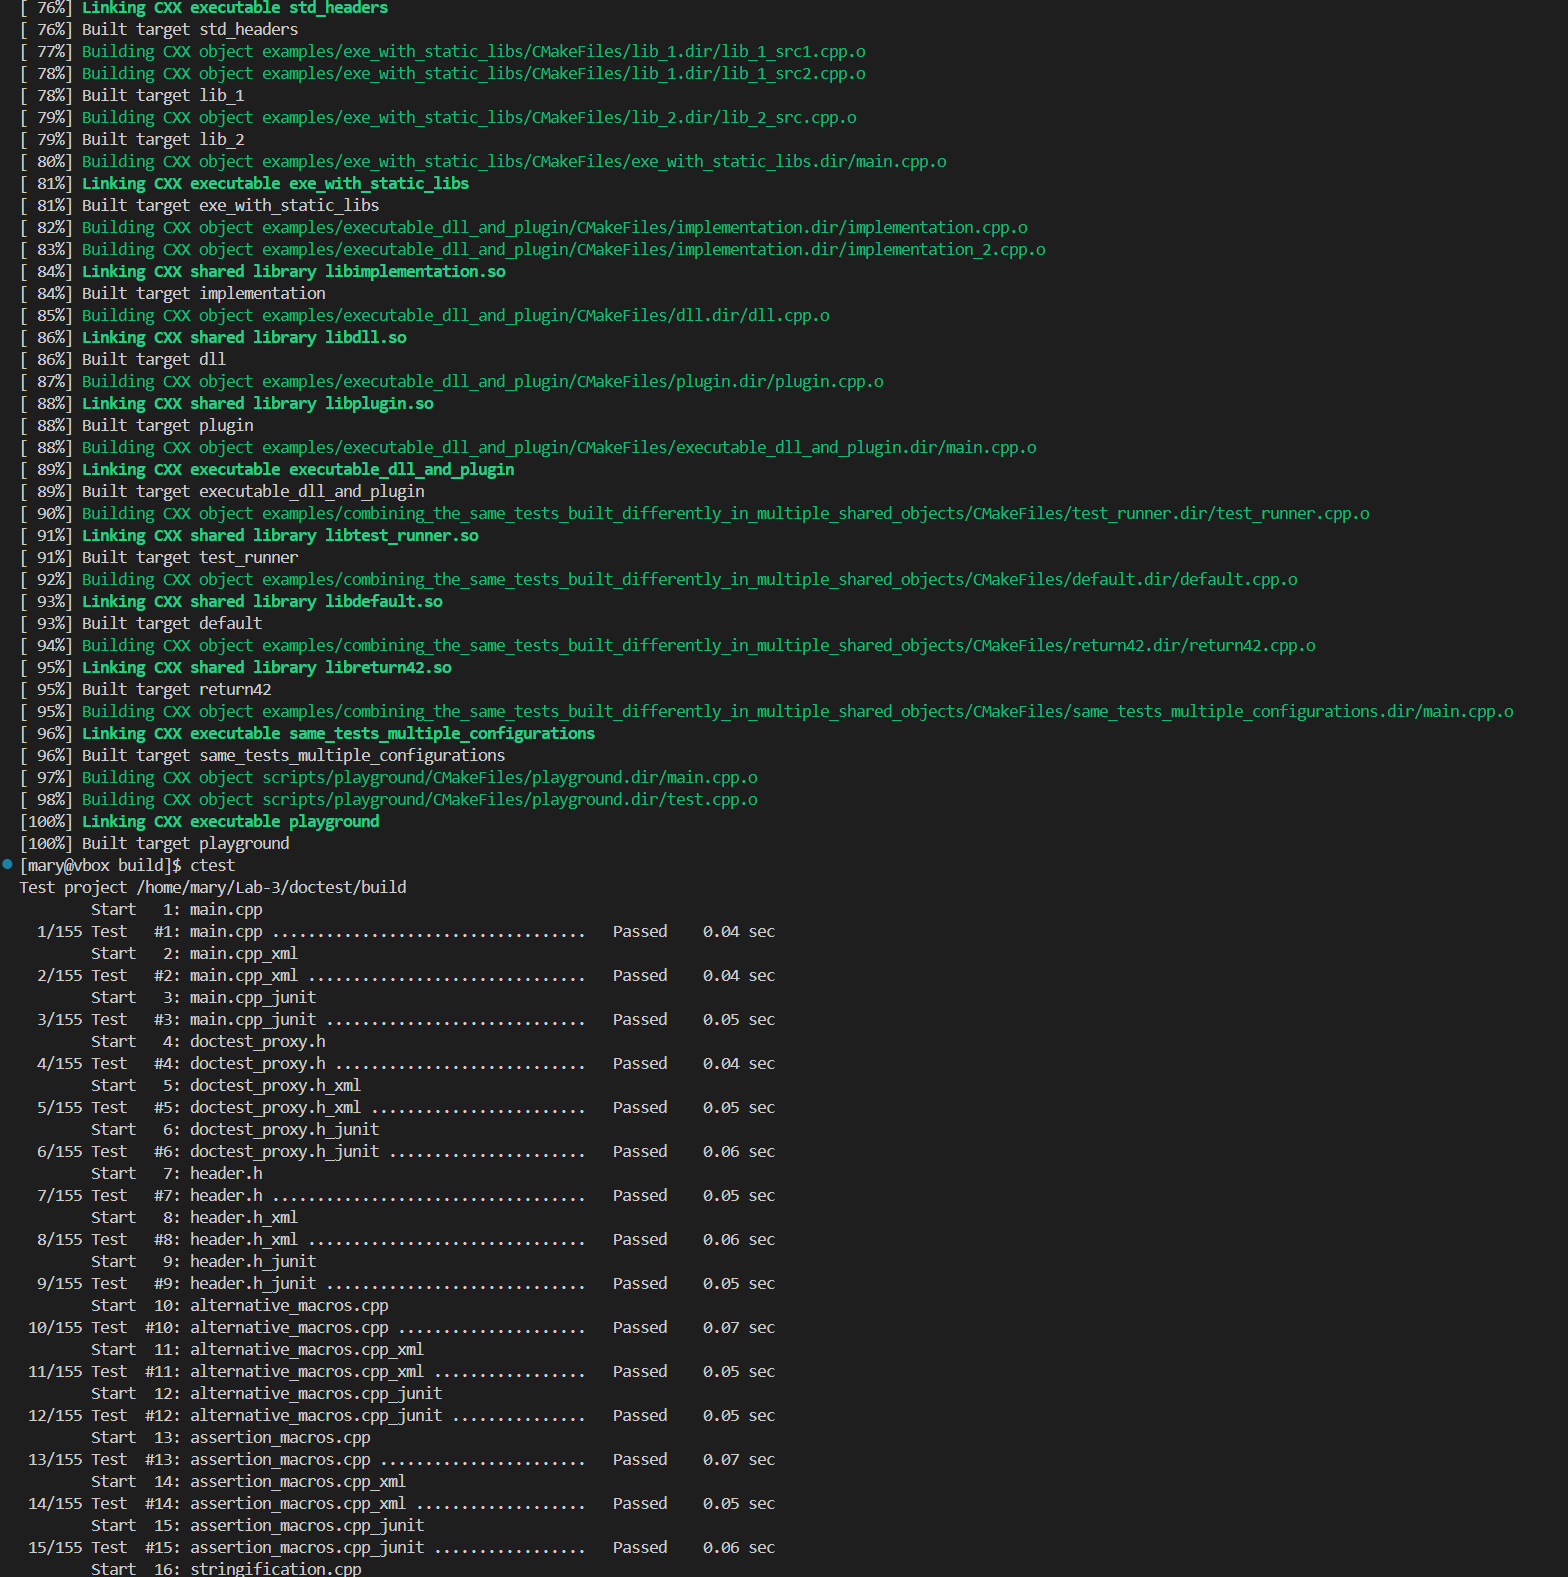 [ 76%] Linking CXX executable std_headers
[ 76%] Built target std_headers
[ 77%] Building CXX object examples/exe_with_static_libs/CMakeFiles/lib_1.dir/lib_1_src1.cpp.o
[ 78%] Building CXX object examples/exe_with_static_libs/CMakeFiles/lib_1.dir/lib_1_src2.cpp.o
[ 78%] Built target lib_1
[ 79%] Building CXX object examples/exe_with_static_libs/CMakeFiles/lib_2.dir/lib_2_src.cpp.o
[ 79%] Built target lib_2
[ 80%] Building CXX object examples/exe_with_static_libs/CMakeFiles/exe_with_static_libs.dir/main.cpp.o
[ 81%] Linking CXX executable exe_with_static_libs
[ 81%] Built target exe_with_static_libs
[ 82%] Building CXX object examples/executable_dll_and_plugin/CMakeFiles/implementation.dir/implementation.cpp.o
[ 83%] Building CXX object examples/executable_dll_and_plugin/CMakeFiles/implementation.dir/implementation_2.cpp.o
[ 84%] Linking CXX shared library libimplementation.so
[ 84%] Built target implementation
[ 85%] Building CXX object examples/executable_dll_and_plugin/CMakeFiles/dll.dir/dll.cpp.o
[ 86%] Linking CXX shared library libdll.so
[ 86%] Built target dll
[ 87%] Building CXX object examples/executable_dll_and_plugin/CMakeFiles/plugin.dir/plugin.cpp.o
[ 88%] Linking CXX shared library libplugin.so
[ 88%] Built target plugin
[ 88%] Building CXX object examples/executable_dll_and_plugin/CMakeFiles/executable_dll_and_plugin.dir/main.cpp.o
[ 89%] Linking CXX executable executable_dll_and_plugin
[ 89%] Built target executable_dll_and_plugin
[ 90%] Building CXX object examples/combining_the_same_tests_built_differently_in_multiple_shared_objects/CMakeFiles/test_runner.dir/test_runner.cpp.o
[ 91%] Linking CXX shared library libtest_runner.so
[ 91%] Built target test_runner
[ 92%] Building CXX object examples/combining_the_same_tests_built_differently_in_multiple_shared_objects/CMakeFiles/default.dir/default.cpp.o
[ 93%] Linking CXX shared library libdefault.so
[ 93%] Built target default
[ 94%] Building CXX object examples/combining_the_same_tests_built_differently_in_multiple_shared_objects/CMakeFiles/return42.dir/return42.cpp.o
[ 95%] Linking CXX shared library libreturn42.so
[ 95%] Built target return42
[ 95%] Building CXX object examples/combining_the_same_tests_built_differently_in_multiple_shared_objects/CMakeFiles/same_tests_multiple_configurations.dir/main.cpp.o
[ 96%] Linking CXX executable same_tests_multiple_configurations
[ 96%] Built target same_tests_multiple_configurations
[ 97%] Building CXX object scripts/playground/CMakeFiles/playground.dir/main.cpp.o
[ 98%] Building CXX object scripts/playground/CMakeFiles/playground.dir/test.cpp.o
[100%] Linking CXX executable playground
[100%] Built target playground
[mary@vbox build]$ ctest
Test project /home/mary/Lab-3/doctest/build
Start 1: main.cpp
1/155 Test #1: main.cpp ................................... Passed 0.04 sec
Start 2: main.cpp_xml
2/155 Test #2: main.cpp_xml ............................... Passed 0.04 sec
Start 3: main.cpp_junit
3/155 Test #3: main.cpp_junit ............................. Passed 0.05 sec
Start 4: doctest_proxy.h
4/155 Test #4: doctest_proxy.h ............................ Passed 0.04 sec
Start 5: doctest_proxy.h_xml
5/155 Test #5: doctest_proxy.h_xml ........................ Passed 0.05 sec
Start 6: doctest_proxy.h_junit
6/155 Test #6: doctest_proxy.h_junit ...................... Passed 0.06 sec
Start 7: header.h
7/155 Test #7: header.h ................................... Passed 0.05 sec
Start 8: header.h_xml
8/155 Test #8: header.h_xml ............................... Passed 0.06 sec
Start 9: header.h_junit
9/155 Test #9: header.h_junit ............................. Passed 0.05 sec
Start 10: alternative_macros.cpp
10/155 Test #10: alternative_macros.cpp ..................... Passed 0.07 sec
Start 11: alternative_macros.cpp_xml
11/155 Test #11: alternative_macros.cpp_xml ................. Passed 0.05 sec
Start 12: alternative_macros.cpp_junit
12/155 Test #12: alternative_macros.cpp_junit ............... Passed 0.05 sec
Start 13: assertion_macros.cpp
13/155 Test #13: assertion_macros.cpp ....................... Passed 0.07 sec
Start 14: assertion_macros.cpp_xml
14/155 Test #14: assertion_macros.cpp_xml ................... Passed 0.05 sec
Start 15: assertion_macros.cpp_junit
15/155 Test #15: assertion_macros.cpp_junit ................. Passed 0.06 sec
Start 16: stringification.cpp